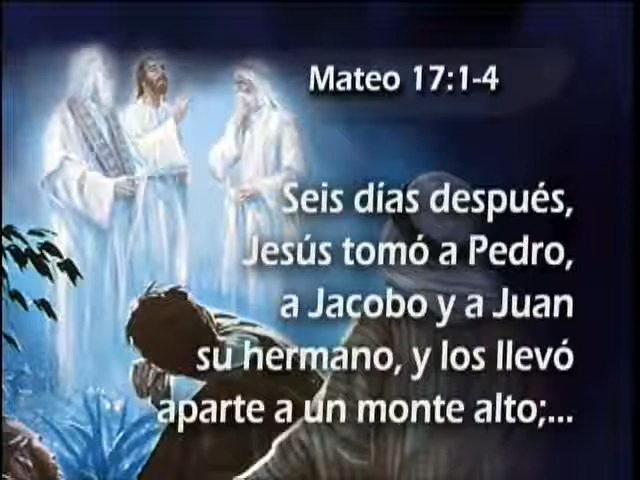 Mateo 17:1-4
Seis días después,
Jesús tomó a Pedro,
a Jacobo y a Juan
su hermano, y los llevó
aparte a un monte alto;...